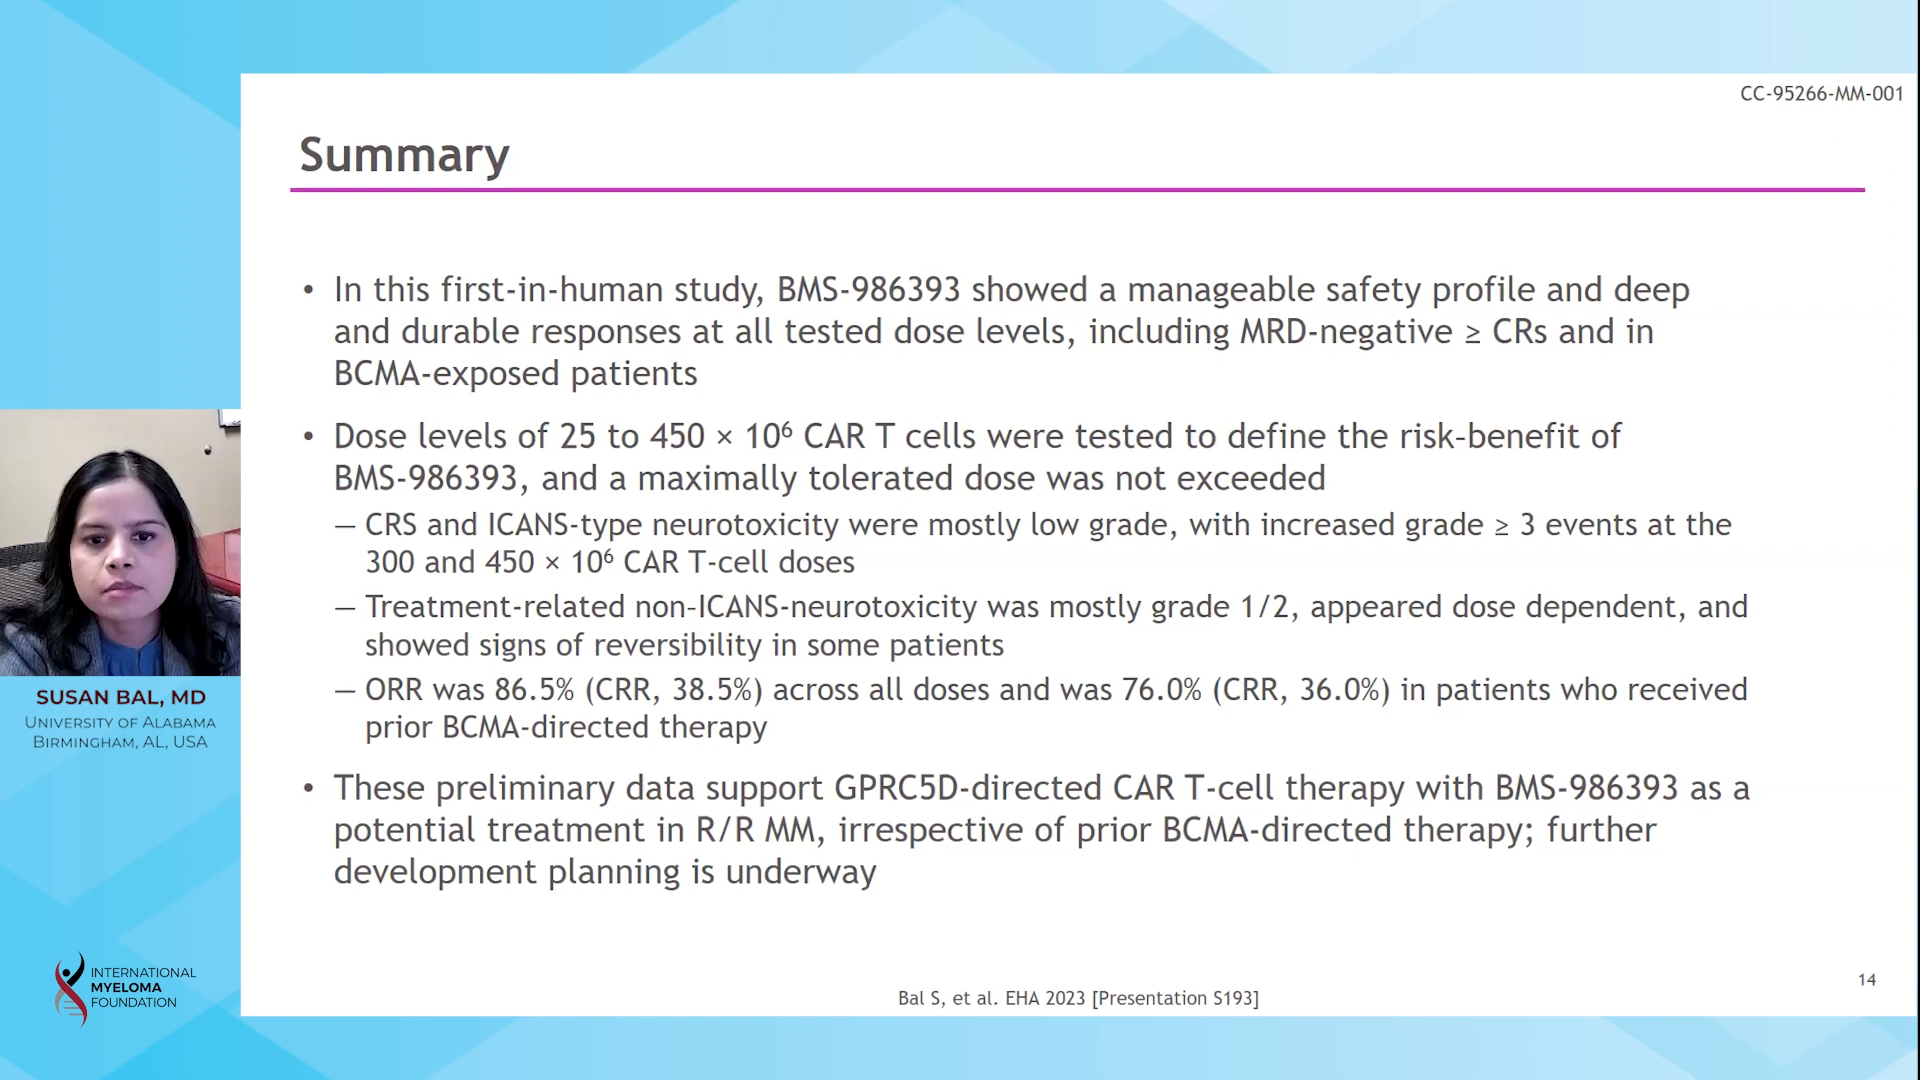 CC-95266-MM-001
Summary
• In this first-in-human study, BMS-986393 showed a manageable safety profile and deep
and durable responses at all tested dose levels, including MRD-negative ≥ CRs and in
BCMA-exposed patients
• Dose levels of 25 to 450 × 10⁶ CAR T cells were tested to define the risk-benefit of
BMS-986393, and a maximally tolerated dose was not exceeded
— CRS and ICANS-type neurotoxicity were mostly low grade, with increased grade ≥ 3 events at the
300 and 450 × 10⁶ CAR T-cell doses
— Treatment-related non-ICANS-neurotoxicity was mostly grade 1/2, appeared dose dependent, and
showed signs of reversibility in some patients
— ORR was 86.5% (CRR, 38.5%) across all doses and was 76.0% (CRR, 36.0%) in patients who received
prior BCMA-directed therapy
• These preliminary data support GPRC5D-directed CAR T-cell therapy with BMS-986393 as a
potential treatment in R/R MM, irrespective of prior BCMA-directed therapy; further
development planning is underway
14
Bal S, et al. EHA 2023 [Presentation S193]
SUSAN BAL, MD
UNIVERSITY OF ALABAMA
BIRMINGHAM, AL, USA
INTERNATIONAL
MYELOMA
FOUNDATION